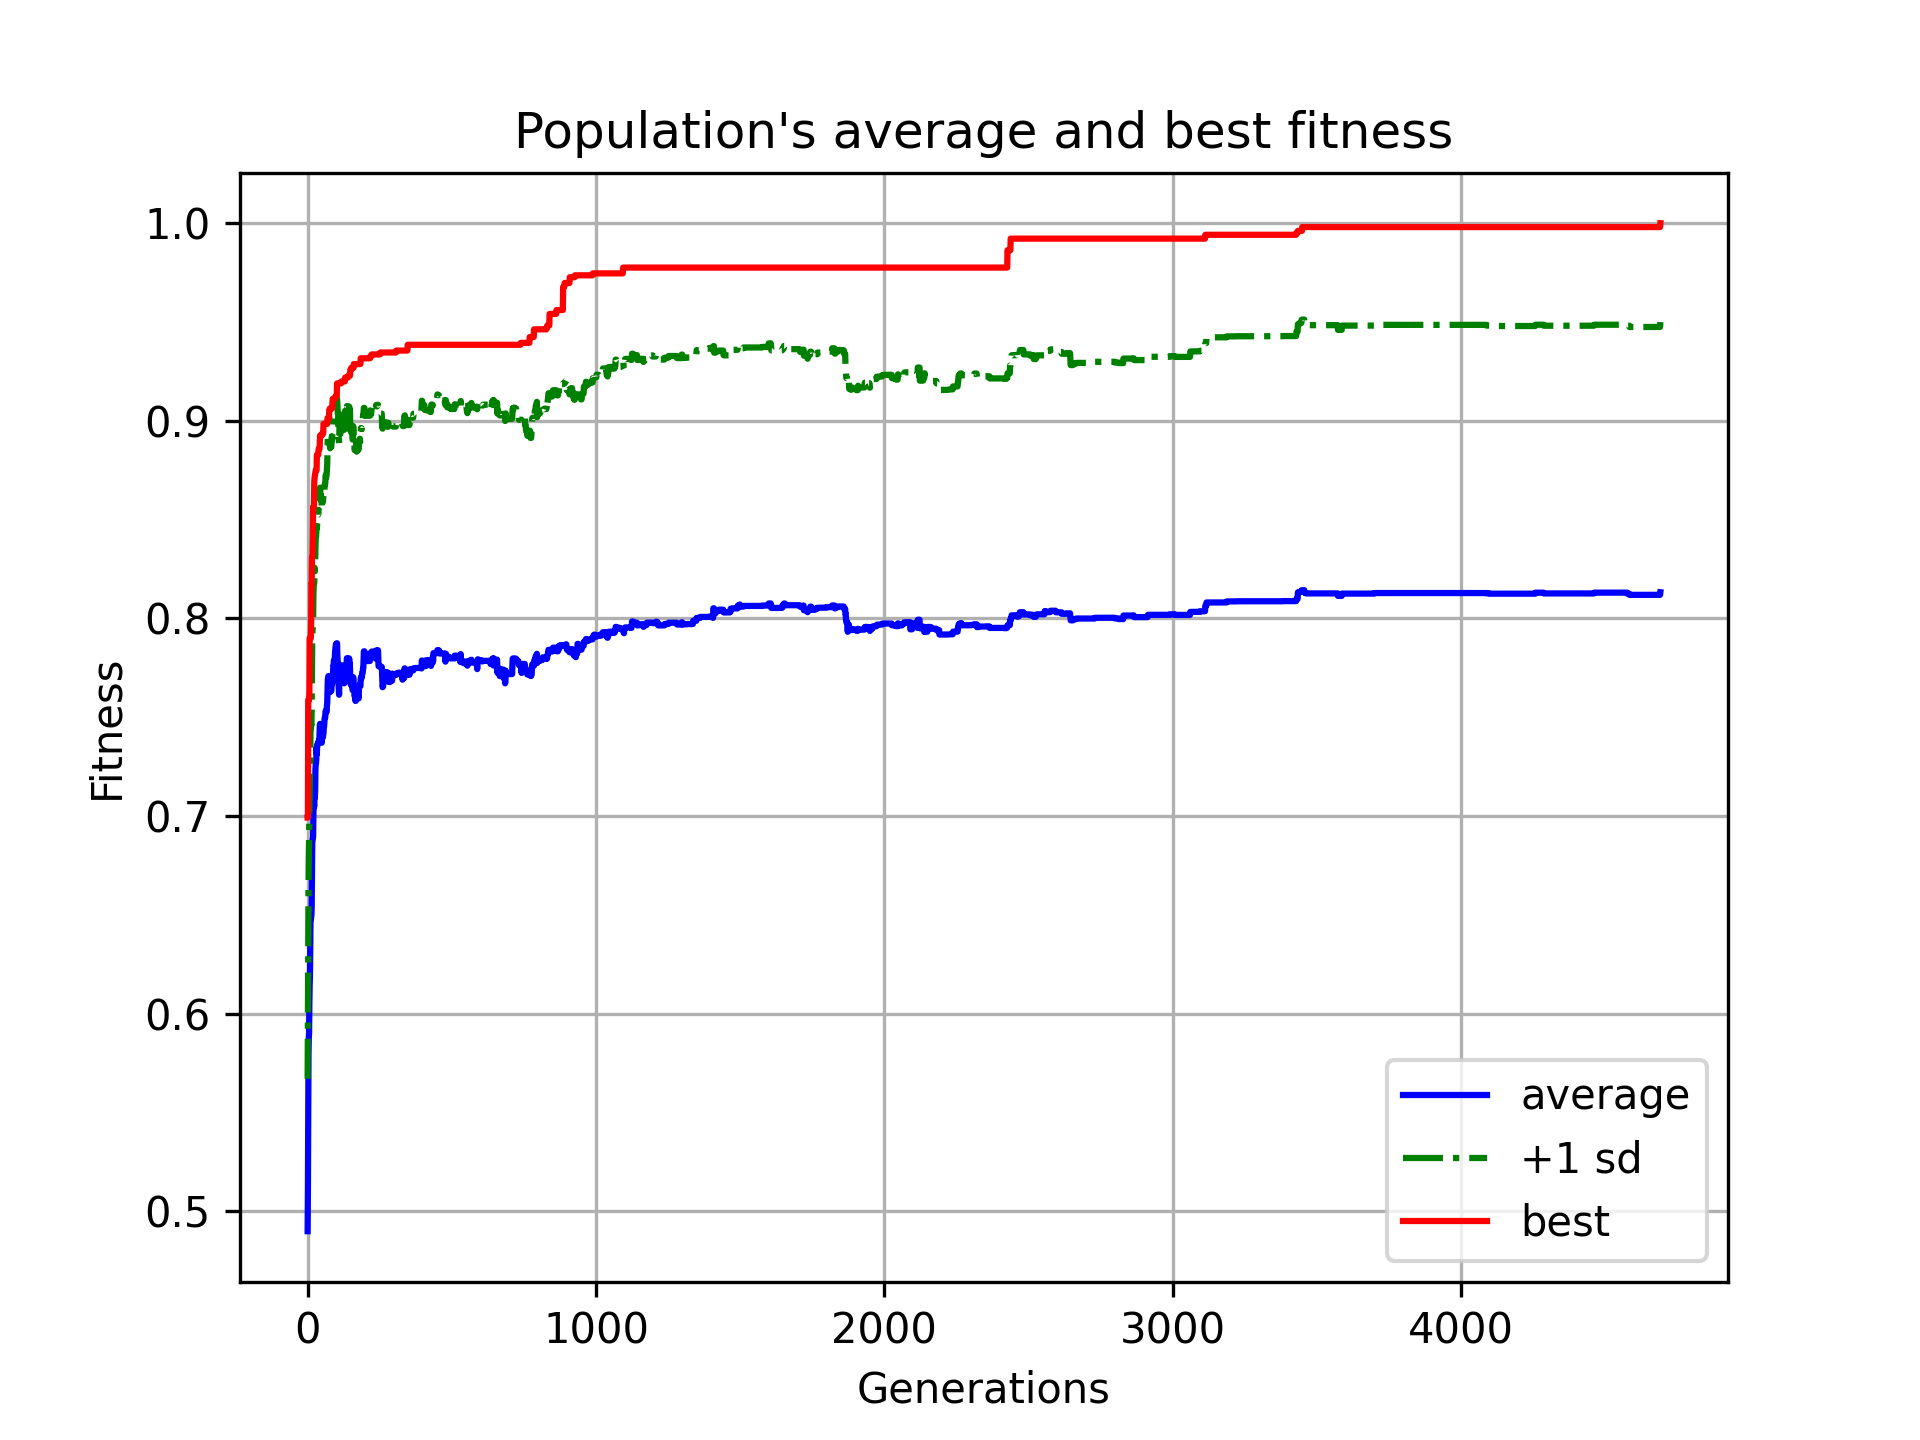 Population's average and best fitness
1.0
0.9
0.8
0.7
0.6
0.5
Fitness
0 1000 2000 3000 4000
Generations
average
+1 sd
best